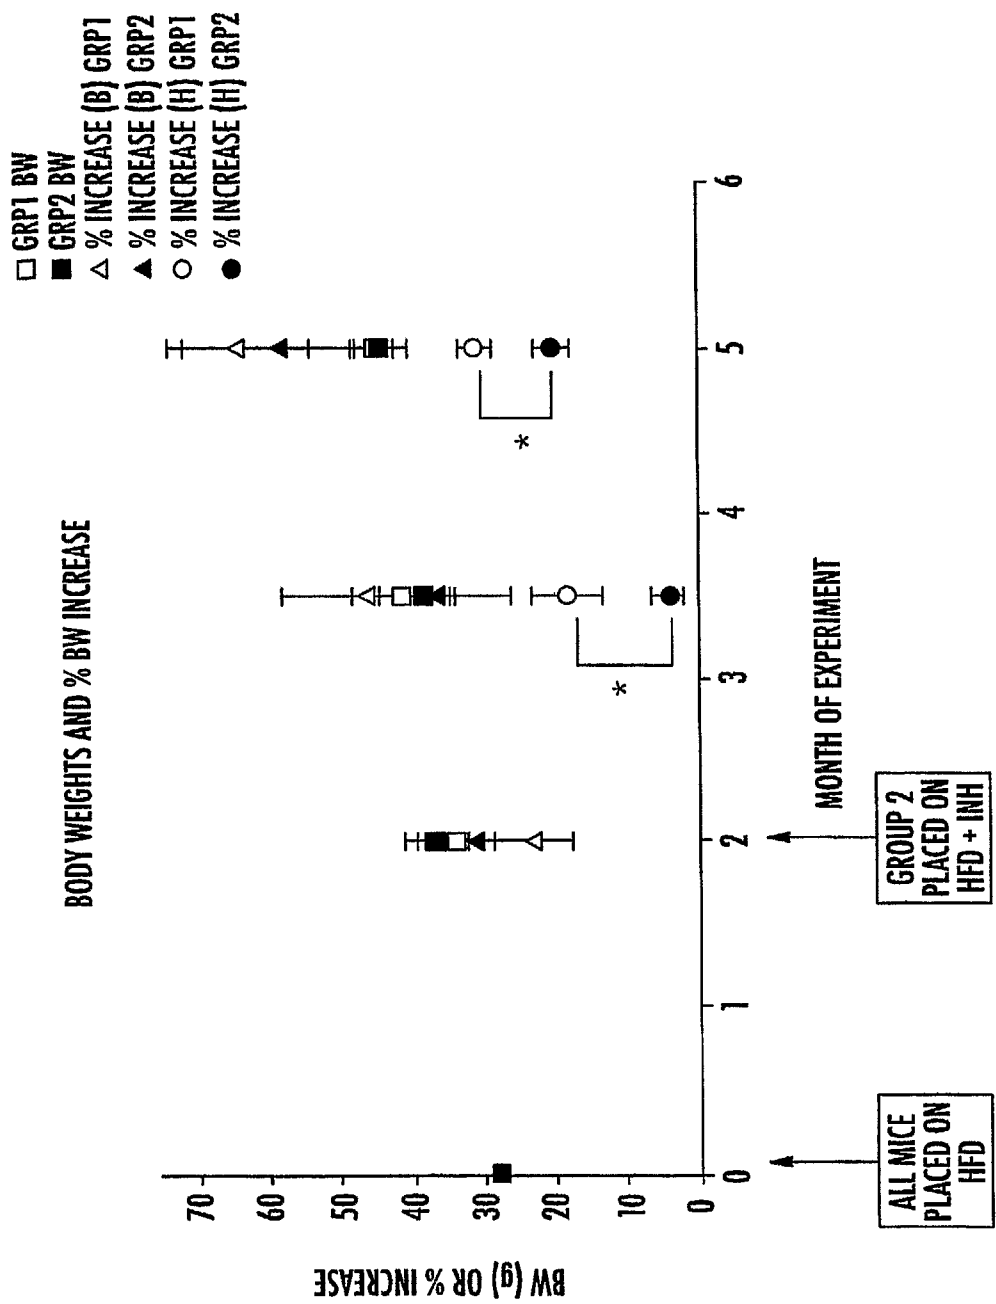 BODY WEIGHTS AND % BW INCREASE
GRP1 BW
GRP2 BW
% INCREASE (B) GRP1
% INCREASE (B) GRP2
% INCREASE (H) GRP1
% INCREASE (H) GRP2
BW (g) OR % INCREASE
70
60
50
40
30
20
10
0
*
*
0
1
2
3
4
5
6
MONTH OF EXPERIMENT
ALL MICE
PLACED ON
HFD
GROUP 2
PLACED ON
HFD + INH